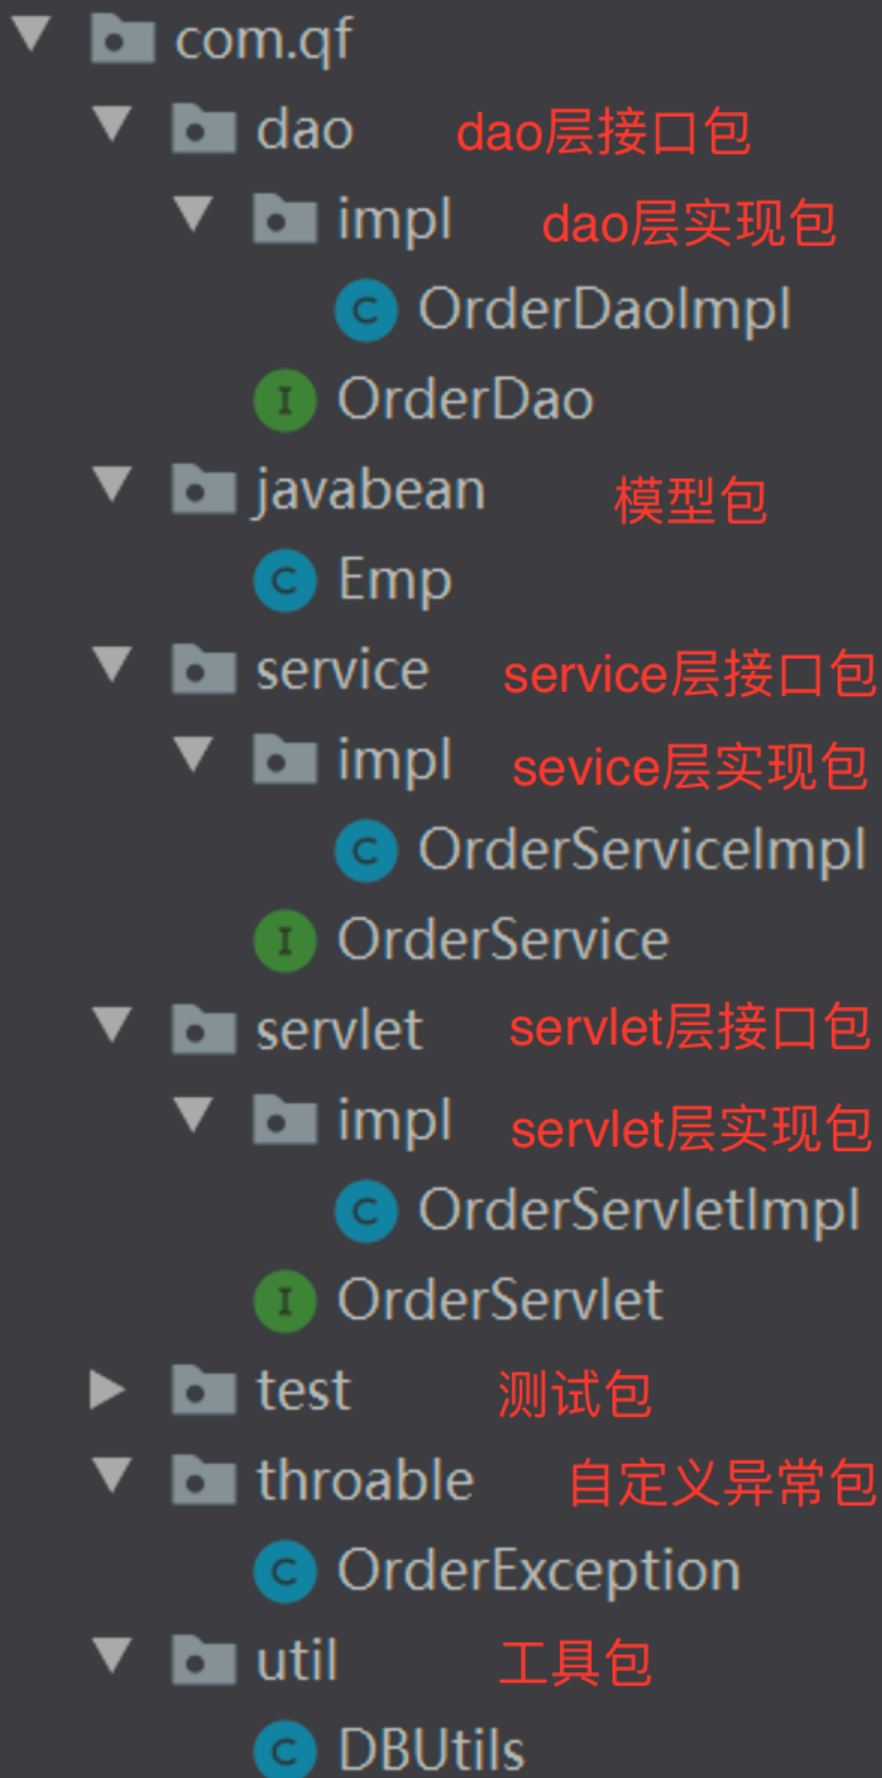 com.qf
dao dao层接口包
impl dao层实现包
C OrderDaoImpl
I OrderDao
javabean 模型包
C Emp
service service层接口包
impl sevice层实现包
C OrderServiceImpl
I OrderService
servlet servlet层接口包
impl servlet层实现包
C OrderServletImpl
I OrderServlet
test 测试包
throable 自定义异常包
C OrderException
util 工具包
C DBUtils